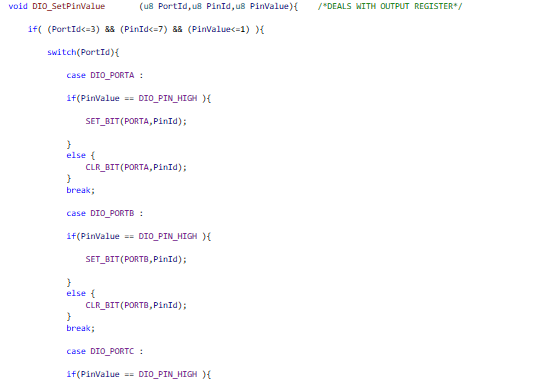 void DIO_SetPinValue (u8 PortId,u8 PinId,u8 PinValue){ /*DEALS WITH OUTPUT REGISTER*/
if( (PortId<=3) && (PinId<=7) && (PinValue<=1) ){
switch(PortId){
case DIO_PORTA :
if(PinValue == DIO_PIN_HIGH ){
SET_BIT(PORTA,PinId);
}
else {
CLR_BIT(PORTA,PinId);
}
break;
case DIO_PORTB :
if(PinValue == DIO_PIN_HIGH ){
SET_BIT(PORTB,PinId);
}
else {
CLR_BIT(PORTB,PinId);
}
break;
case DIO_PORTC :
if(PinValue == DIO_PIN_HIGH ){